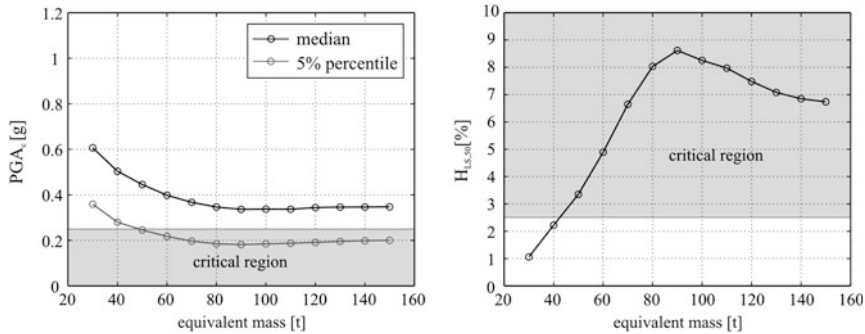 1.2
1
0.8
0.6
0.4
0.2
0
PGAc [g]
median
5% percentile
critical region
20 40 60 80 100 120 140 160
equivalent mass [t]
10
9
8
7
6
5
4
3
2
1
0
H_LS,50 [%]
critical region
20 40 60 80 100 120 140 160
equivalent mass [t]